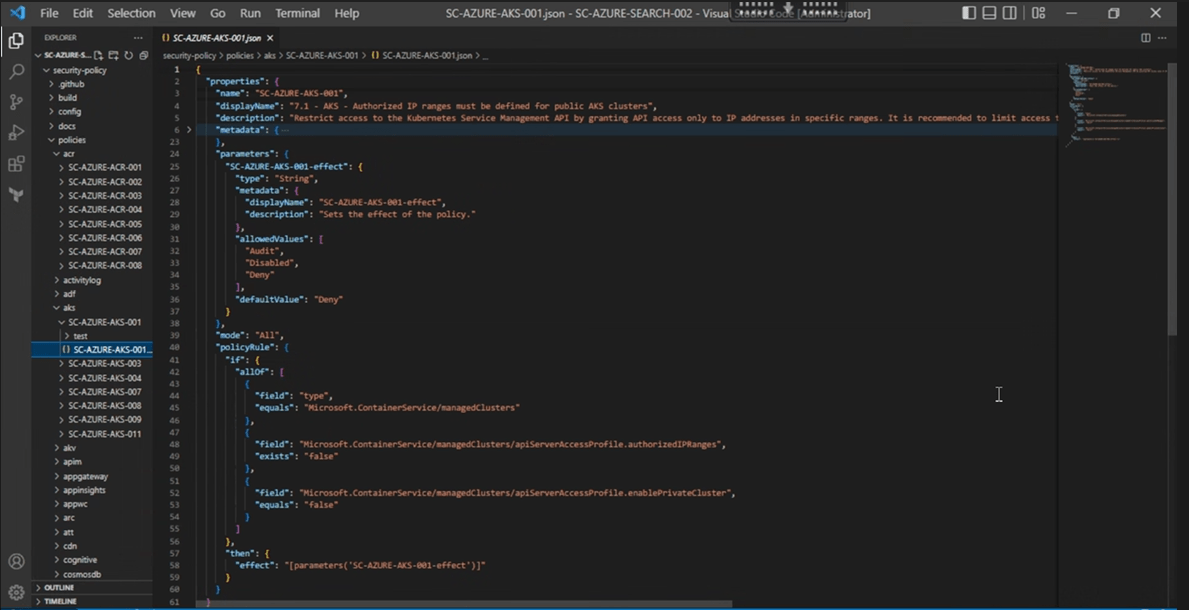 File Edit Selection View Go Run Terminal Help SC-AZURE-AKS-001.json - SC-AZURE-SEARCH-002 - Visual Studio Code [Administrator]
EXPLORER ...
SC-AZURE-S...
security-policy
.github
build
config
docs
policies
acr
SC-AZURE-ACR-001
SC-AZURE-ACR-002
SC-AZURE-ACR-003
SC-AZURE-ACR-004
SC-AZURE-ACR-005
SC-AZURE-ACR-006
SC-AZURE-ACR-007
SC-AZURE-ACR-008
activitylog
adf
aks
SC-AZURE-AKS-001
test
{} SC-AZURE-AKS-001...
SC-AZURE-AKS-003
SC-AZURE-AKS-004
SC-AZURE-AKS-007
SC-AZURE-AKS-008
SC-AZURE-AKS-009
SC-AZURE-AKS-011
akv
apim
appgateway
appinsights
appwc
arc
att
cdn
cognitive
cosmosdb
OUTLINE
TIMELINE
{} SC-AZURE-AKS-001.json ×
security-policy > policies > aks > SC-AZURE-AKS-001 > {} SC-AZURE-AKS-001.json > ...
1 {
2 "properties": {
3 "name": "SC-AZURE-AKS-001",
4 "displayName": "7.1 - AKS - Authorized IP ranges must be defined for public AKS clusters",
5 "description": "Restrict access to the Kubernetes Service Management API by granting API access only to IP addresses in specific ranges. It is recommended to limit access
6 "metadata": {
23 },
24 "parameters": {
25 "SC-AZURE-AKS-001-effect": {
26 "type": "String",
27 "metadata": {
28 "displayName": "SC-AZURE-AKS-001-effect",
29 "description": "Sets the effect of the policy."
30 },
31 "allowedValues": [
32 "Audit",
33 "Disabled",
34 "Deny"
35 ],
36 "defaultValue": "Deny"
37 }
38 },
39 "mode": "All",
40 "policyRule": {
41 "if": {
42 "allOf": [
43 {
44 "field": "type",
45 "equals": "Microsoft.ContainerService/managedClusters"
46 },
47 {
48 "field": "Microsoft.ContainerService/managedClusters/apiServerAccessProfile.authorizedIPRanges",
49 "exists": "false"
50 },
51 {
52 "field": "Microsoft.ContainerService/managedClusters/apiServerAccessProfile.enablePrivateCluster",
53 "equals": "false"
54 }
55 ]
56 },
57 "then": {
58 "effect": "[parameters('SC-AZURE-AKS-001-effect')]"
59 }
60 }
61 }